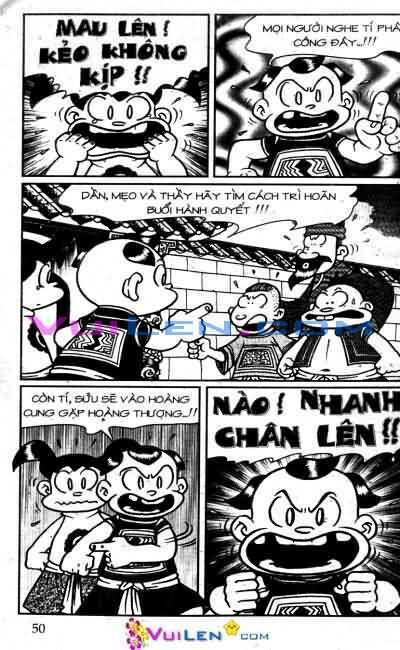 MAU LÊN!
KẺO KHÔNG
KỊP!!
MỌI NGƯỜI NGHE TÍ PHÂ
CÔNG ĐÂY...!!!
DẦN, MẸO VÀ THẦY HÃY TÌM CÁCH TRÌ HOÃN
BUỔI HÀNH QUYẾT!!!
VUILEN.COM
CÒN TÍ, SỬU SẼ VÀO HOÀNG
CUNG GẶP HOÀNG THƯỢNG...!!
NÀO! NHANH
CHÂN LÊN!!
50
VUILEN.COM